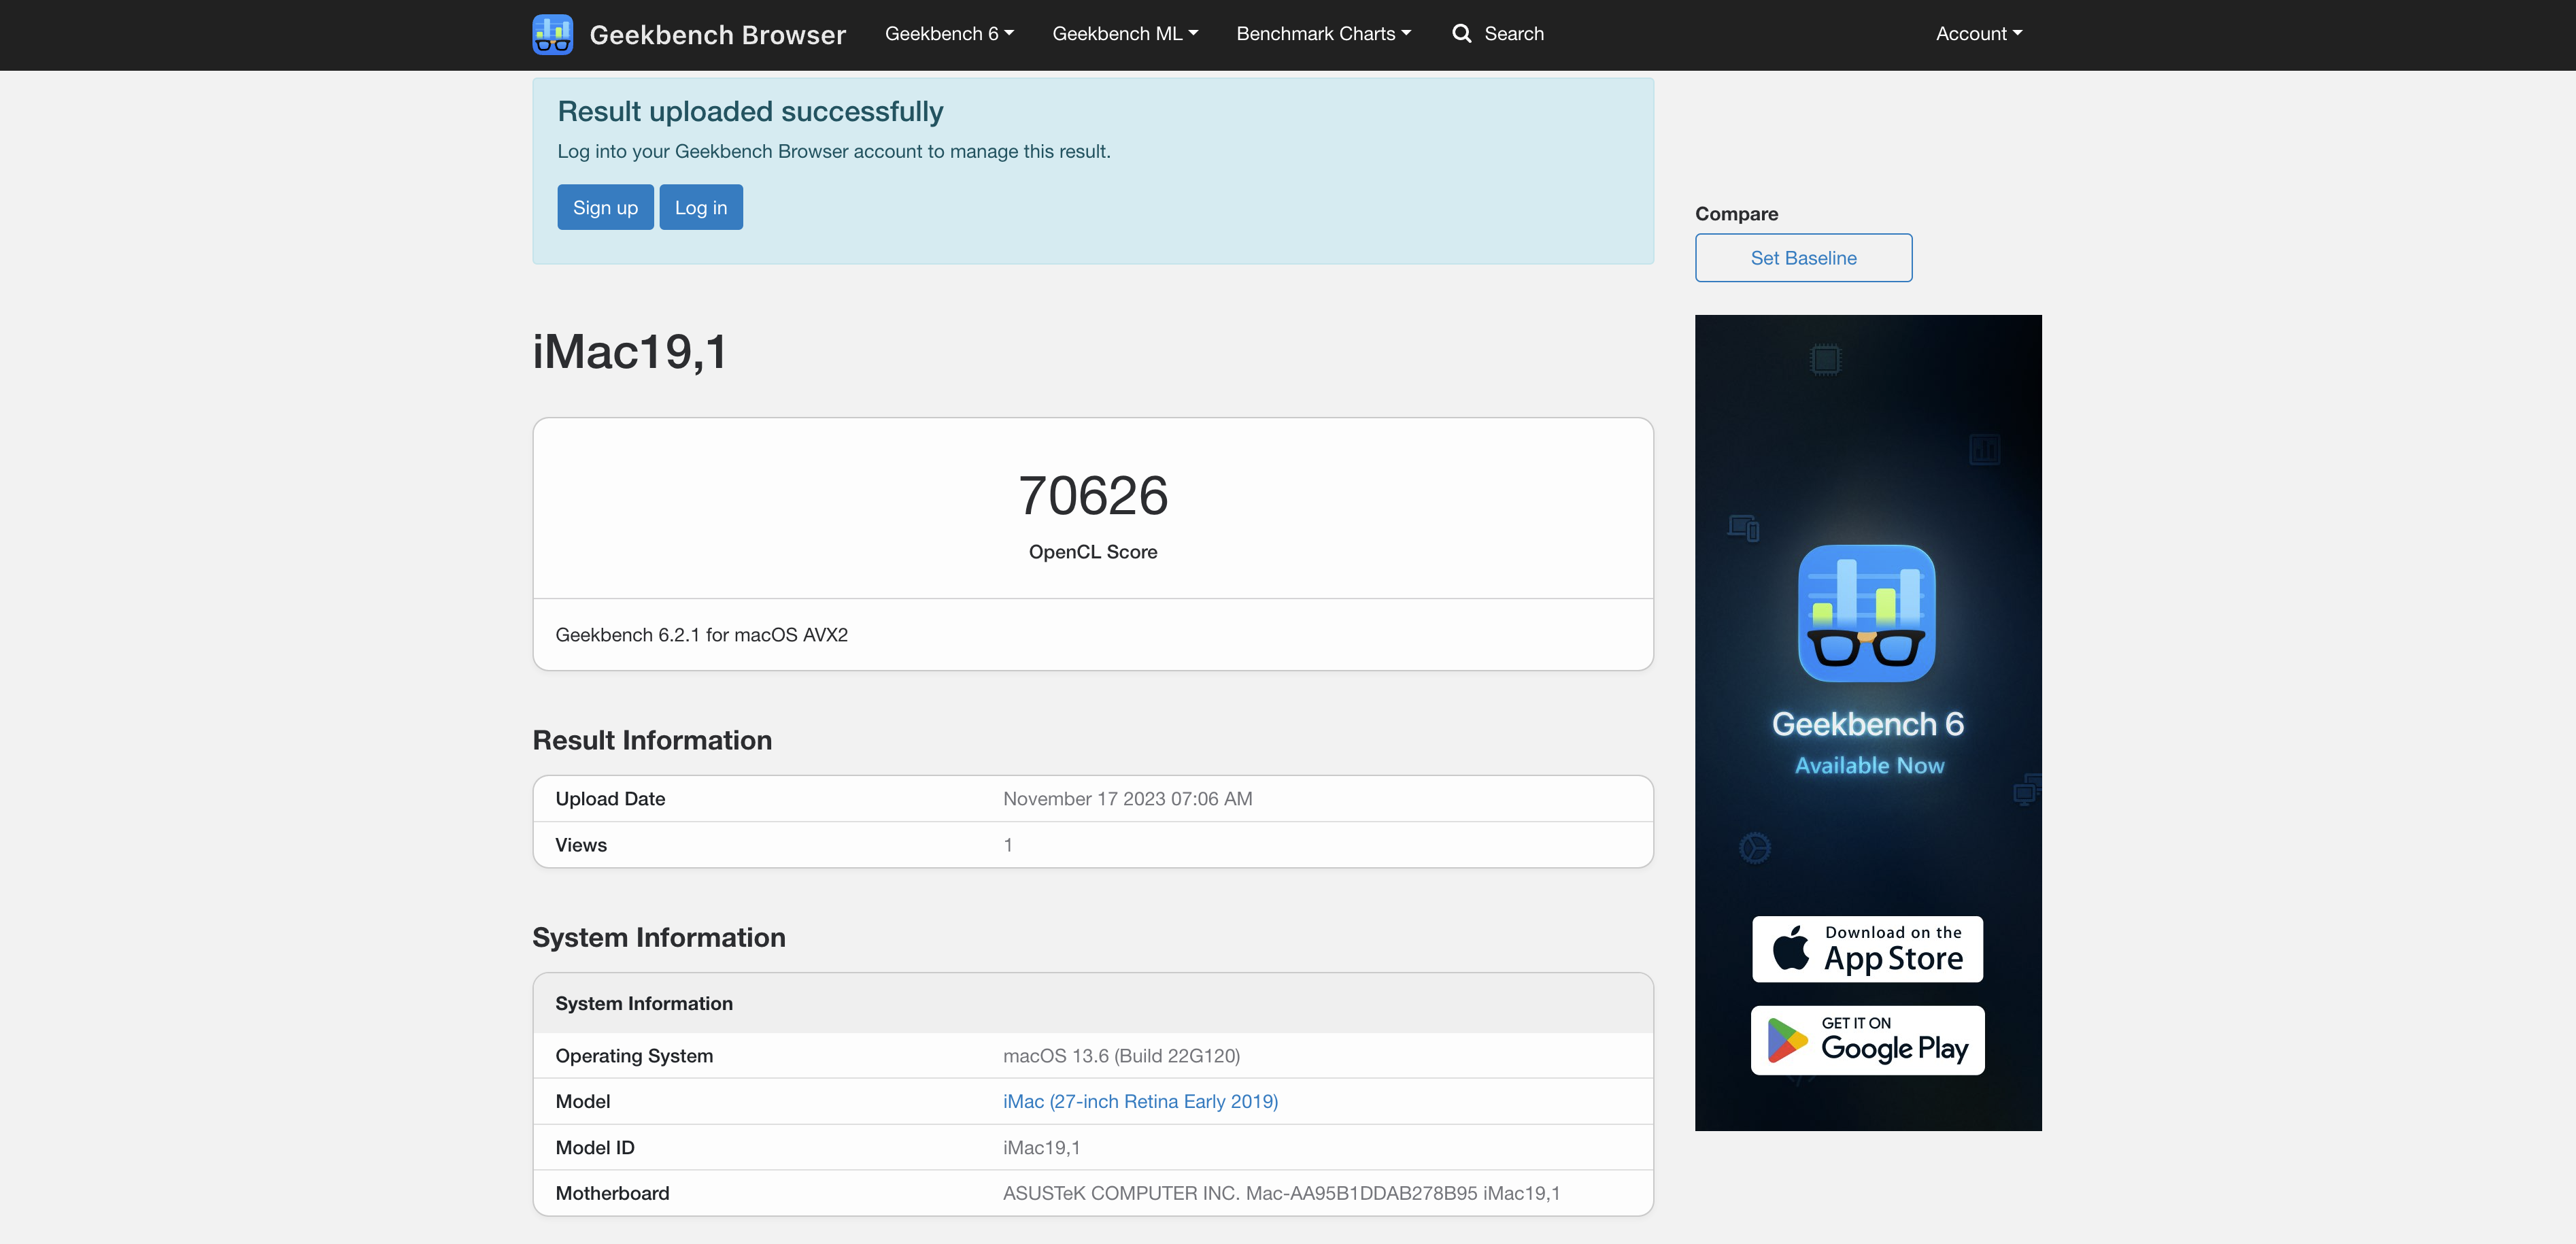 Geekbench Browser Geekbench 6 Geekbench ML Benchmark Charts Search Account
Result uploaded successfully
Log into your Geekbench Browser account to manage this result.
Sign up Log in
Compare
Set Baseline
iMac19,1
70626
OpenCL Score
Geekbench 6.2.1 for macOS AVX2
Result Information
Upload Date November 17 2023 07:06 AM
Views 1
System Information
System Information
Operating System macOS 13.6 (Build 22G120)
Model iMac (27-inch Retina Early 2019)
Model ID iMac19,1
Motherboard ASUSTeK COMPUTER INC. Mac-AA95B1DDAB278B95 iMac19,1
Geekbench 6
Available Now
Download on the
App Store
GET IT ON
Google Play